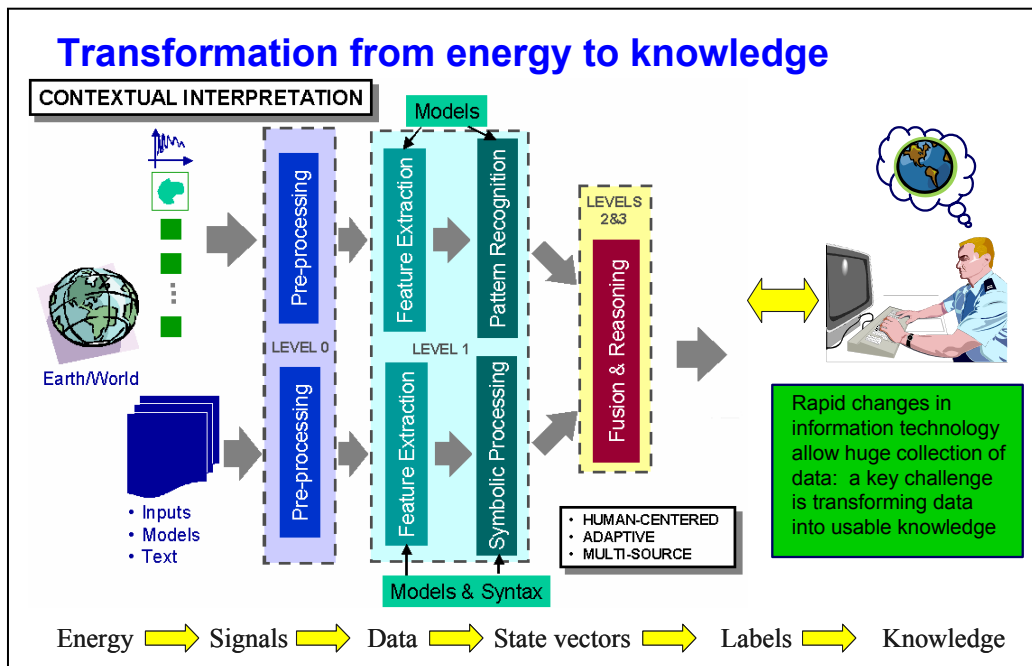 Transformation from energy to knowledge
CONTEXTUAL INTERPRETATION
Models
Pre-processing
Feature Extraction
Pattern Recognition
LEVELS
2&3
Fusion & Reasoning
LEVEL 0
LEVEL 1
Earth/World
Pre-processing
Feature Extraction
Symbolic Processing
• Inputs
• Models
• Text
Models & Syntax
• HUMAN-CENTERED
• ADAPTIVE
• MULTI-SOURCE
Rapid changes in
information technology
allow huge collection of
data: a key challenge
is transforming data
into usable knowledge
Energy Signals Data State vectors Labels Knowledge